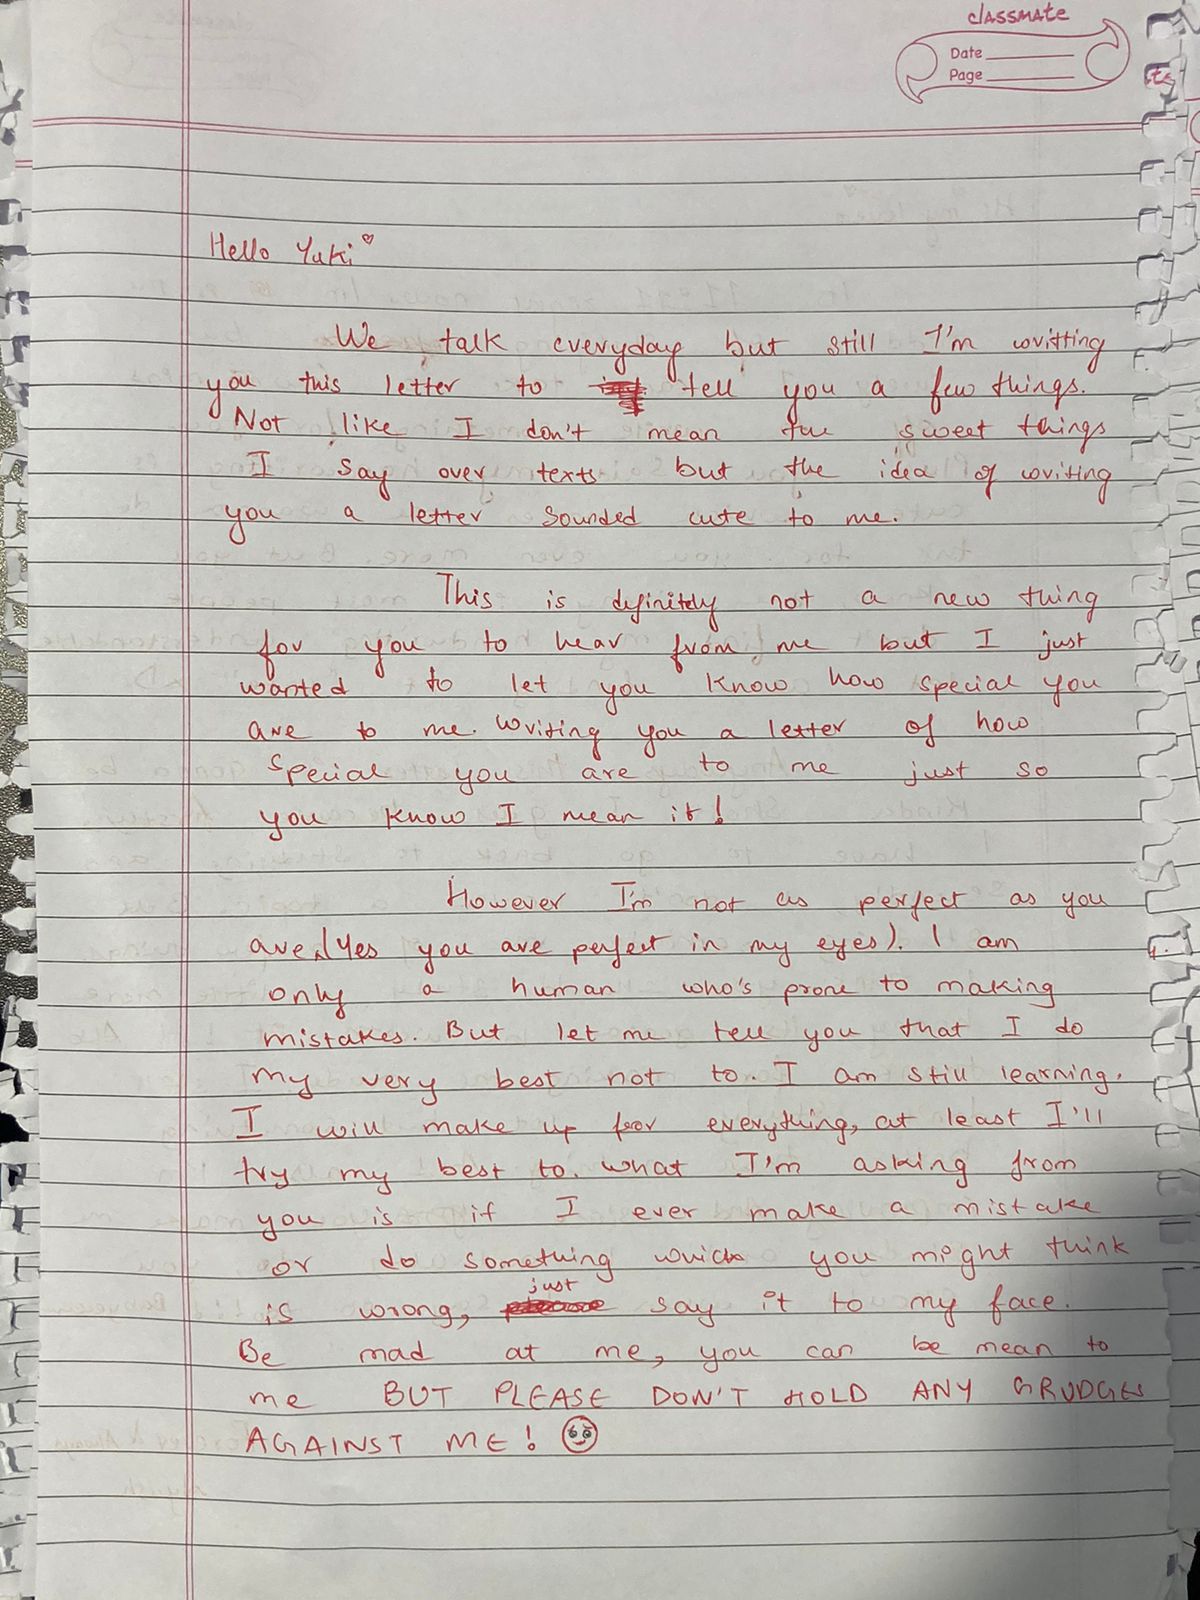 classmate
Date
Page
Hello Yuki♡
We talk everyday but still I'm writting
you this letter to tell you a few things.
Not like I don't mean the sweet things
I say over texts but the idea of writing
you a letter sounded cute to me.
This is definitely not a new thing
for you to hear from me but I just
wanted to let you know how special you
are to me. Writing you a letter of how
special you are to me just so
you know I mean it!
However I'm not as perfect as you
are (Yes you are perfect in my eyes). I am
only a human who's prone to making
mistakes. But let me tell you that I do
my very best not to. I am still learning.
I will make up for everything, at least I'll
try my best to. what I'm asking from
you is if I ever make a mistake
or do something which you might think
is wrong, just say it to my face.
Be mad at me, you can be mean to
me BUT PLEASE DON'T HOLD ANY GRUDGES
AGAINST ME!